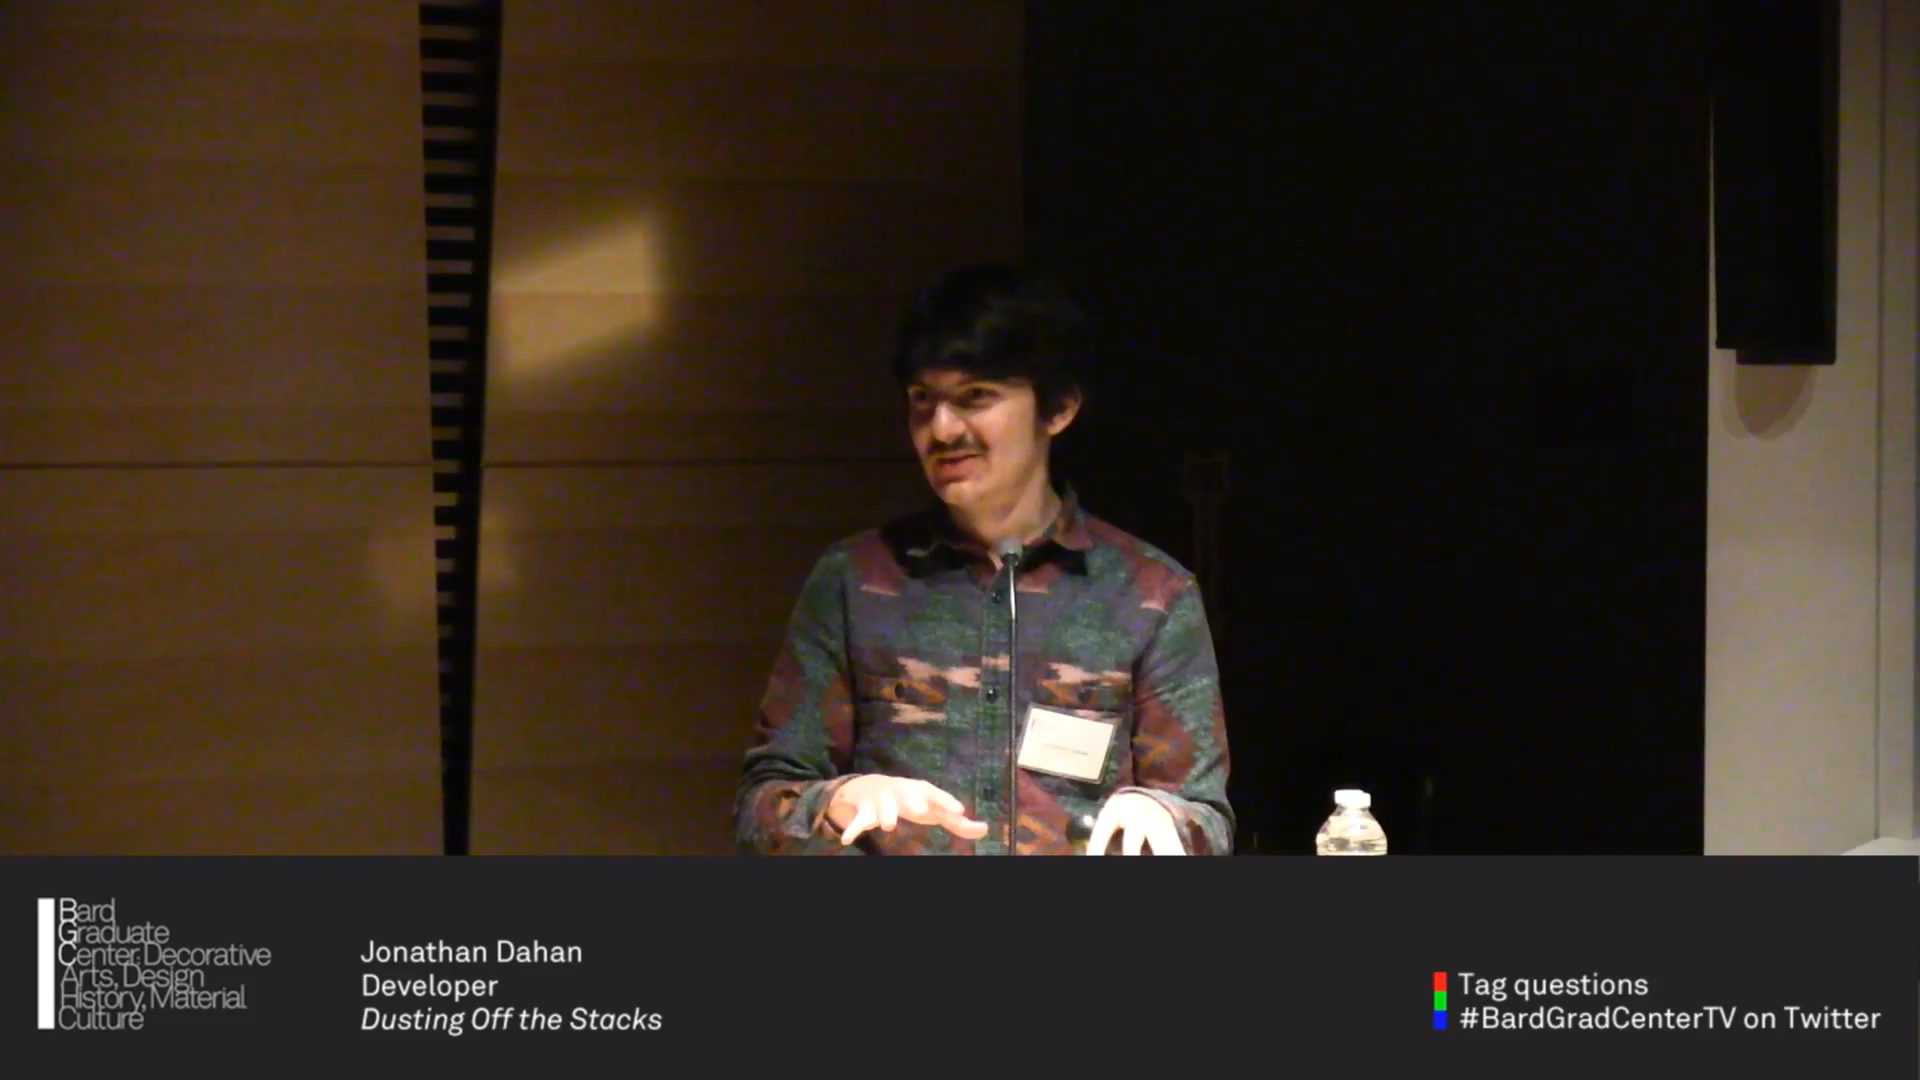 Bard
Graduate
Center: Decorative
Arts, Design
History, Material
Culture
Jonathan Dahan
Developer
Dusting Off the Stacks
Tag questions
#BardGradCenterTV on Twitter